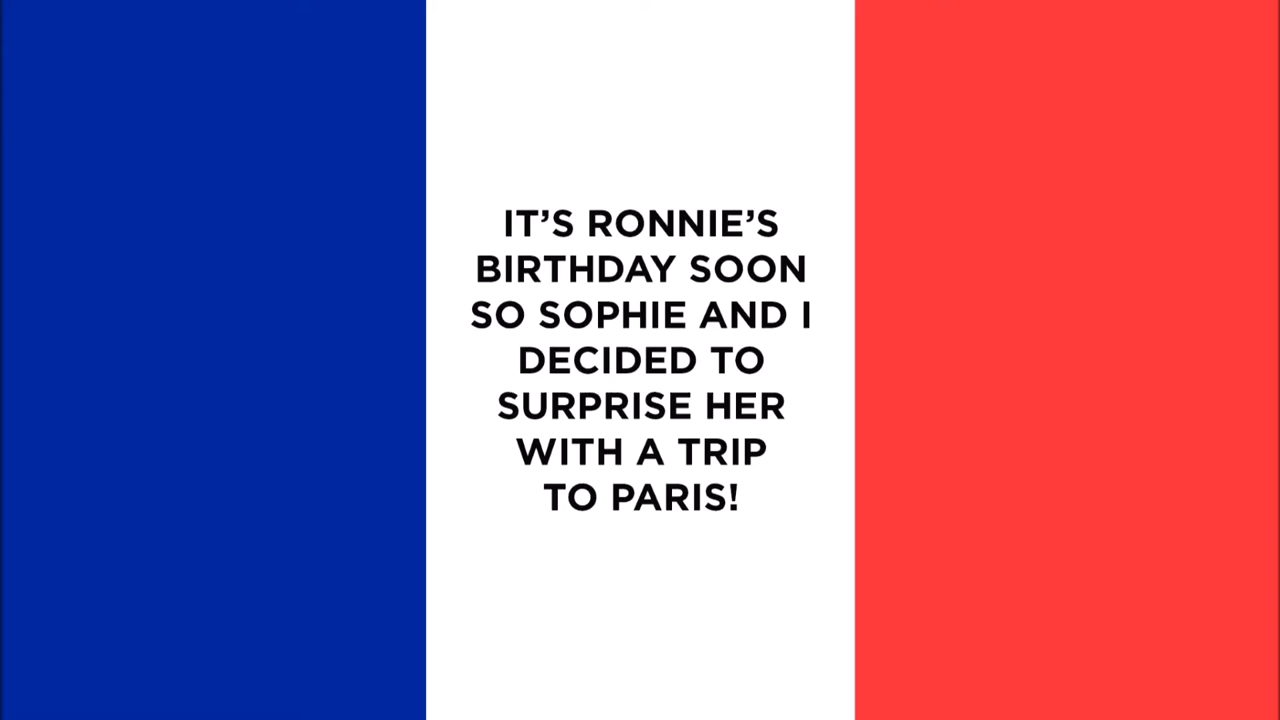 IT’S RONNIE’S
BIRTHDAY SOON
SO SOPHIE AND I
DECIDED TO
SURPRISE HER
WITH A TRIP
TO PARIS!